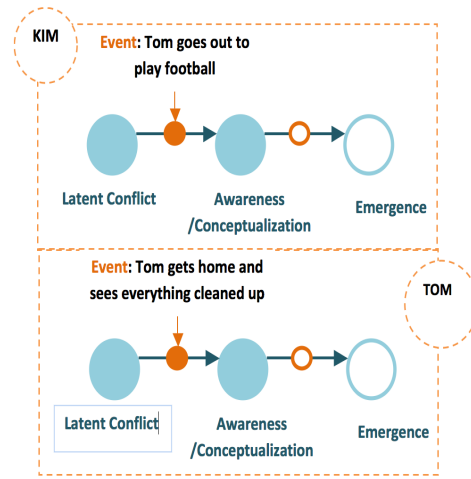 KIM
Event: Tom goes out to
play football
Latent Conflict
Awareness
/Conceptualization
Emergence
Event: Tom gets home and
sees everything cleaned up
TOM
Latent Conflict
Awareness
/Conceptualization
Emergence